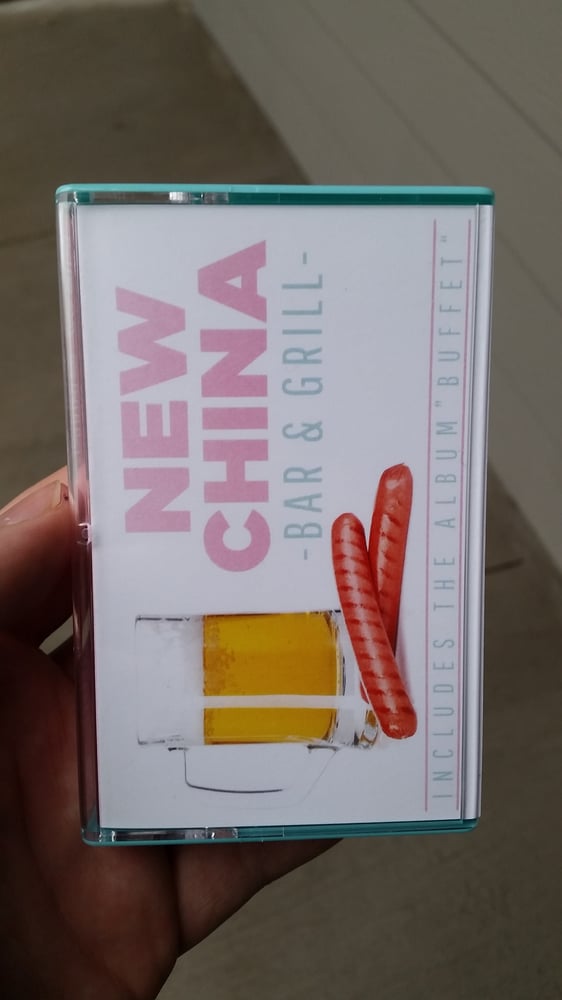 NEW
CHINA
-BAR & GRILL-
INCLUDES THE ALBUM "BUFFET"